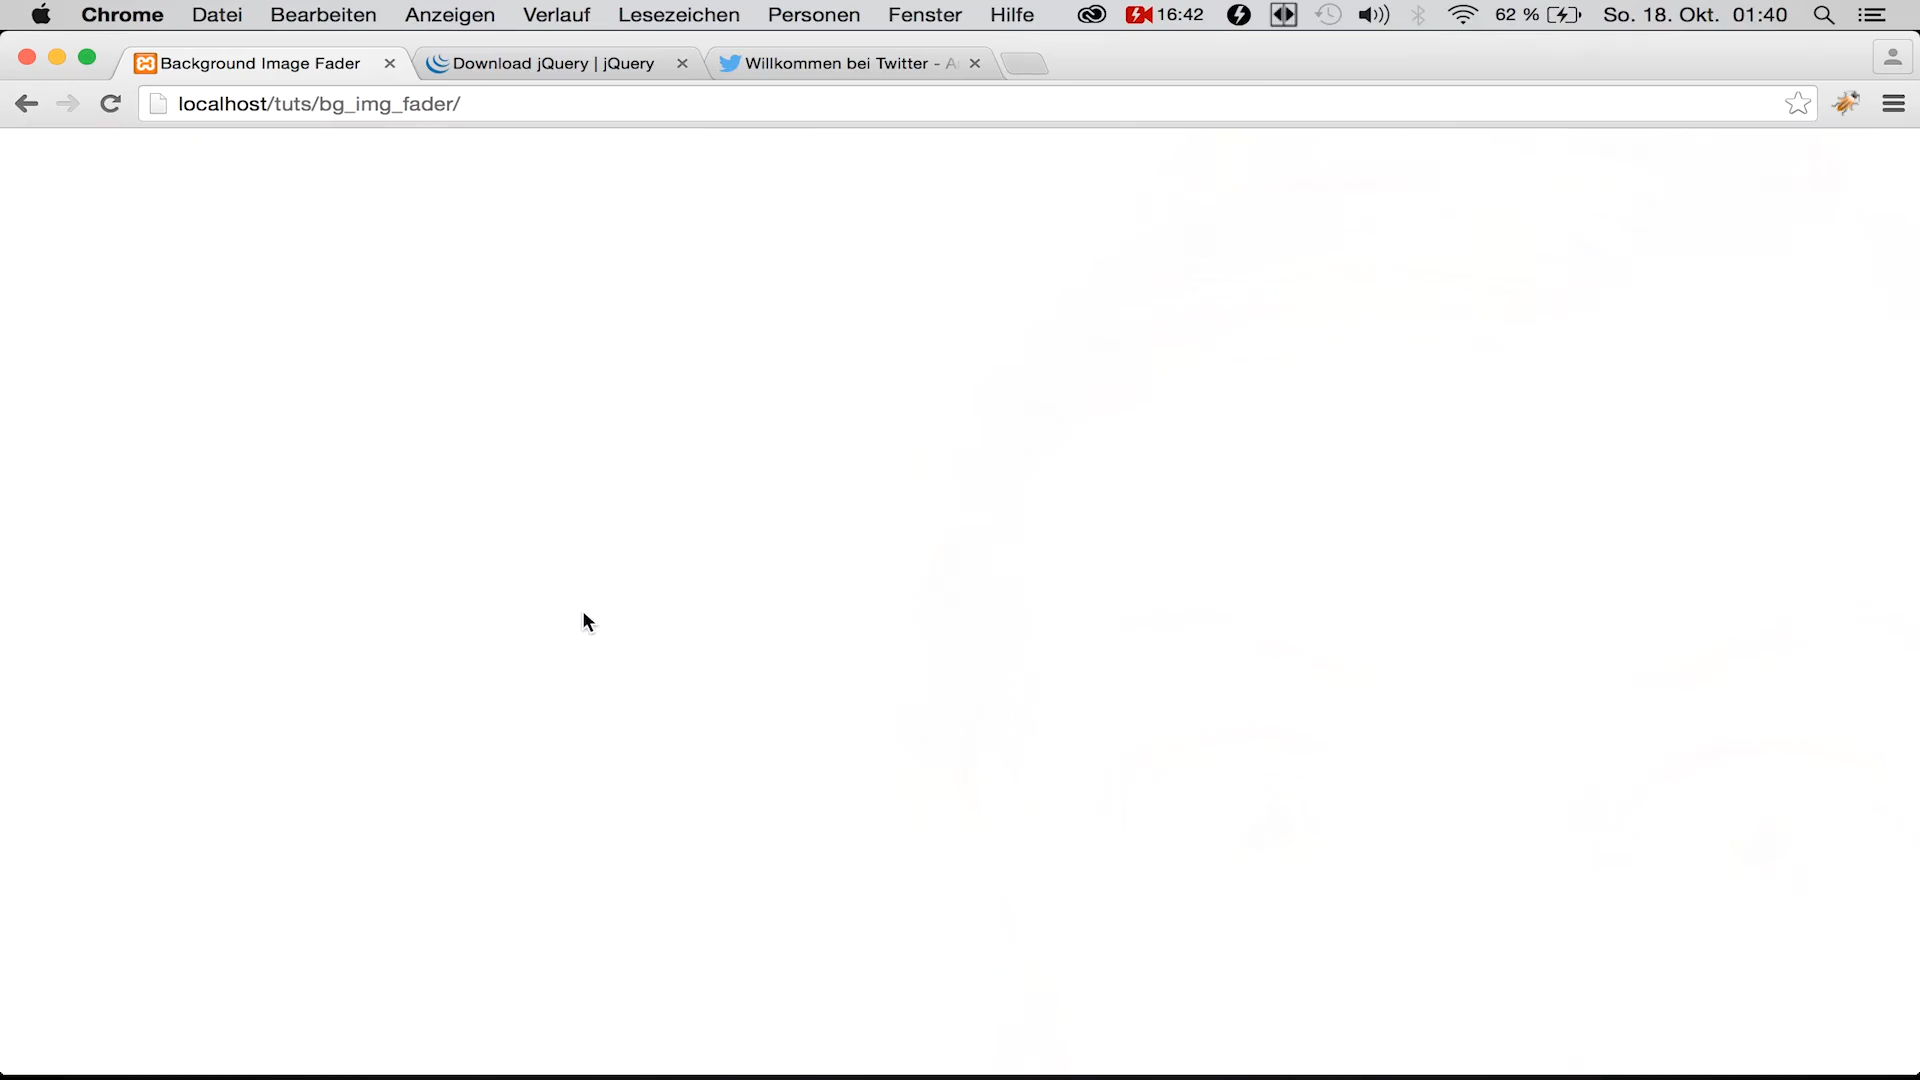 Chrome Datei Bearbeiten Anzeigen Verlauf Lesezeichen Personen Fenster Hilfe 16:42 62 % So. 18. Okt. 01:40
Background Image Fader Download jQuery | jQuery Willkommen bei Twitter - A
localhost/tuts/bg_img_fader/